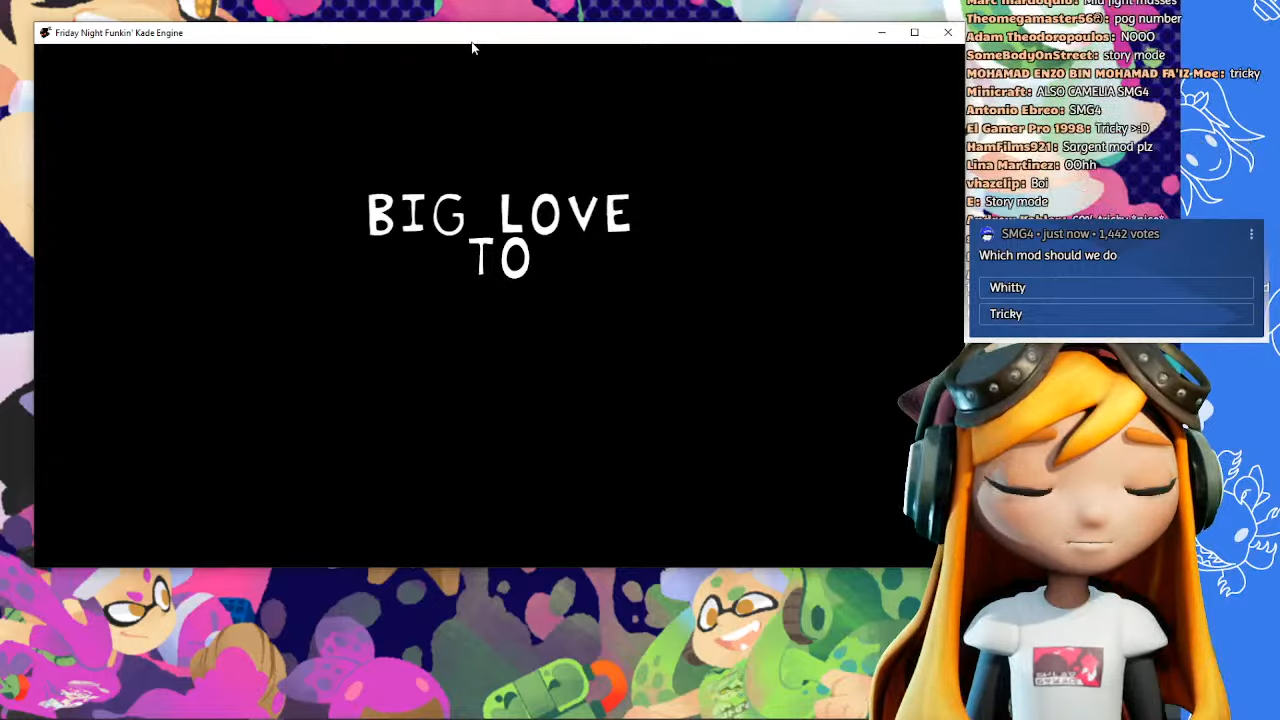 Friday Night Funkin' Kade Engine
BIG LOVE
TO
Theomegamaster56: pog number
Adam Theodoropoulos: NOOO
SomeBodyOnStreet: story mode
MOHAMAD ENZO BIN MOHAMAD FA'IZ-Moe: tricky
Minicraft: ALSO CAMELIA SMG4
Antonio Ebreo: SMG4
El Gamer Pro 1998: Tricky >:D
HamFilms921: Sargent mod plz
Lina Martinez: OOhh
vhazelip: Boi
E: Story mode
SMG4 • just now • 1,442 votes
Which mod should we do
Whitty
Tricky